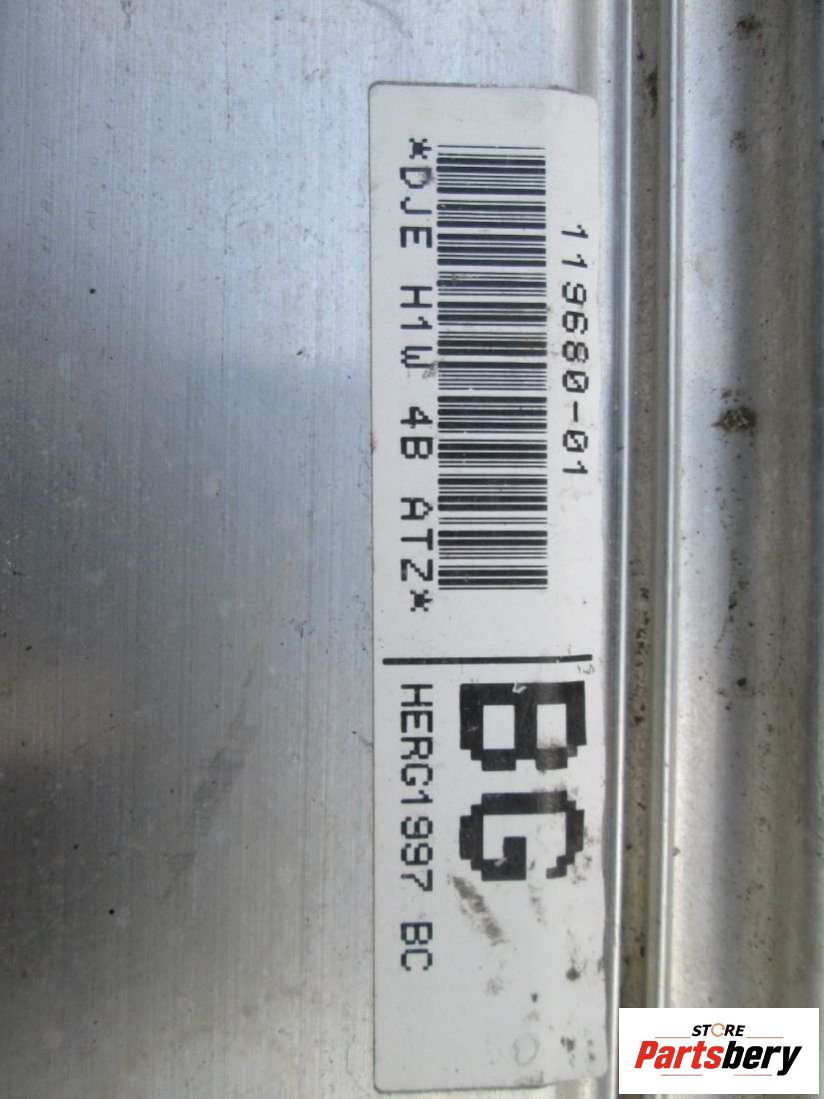 119680-01
*DJE H1W 4B ATZ*
BG
HERG1997 BC
STORE
Partsbery